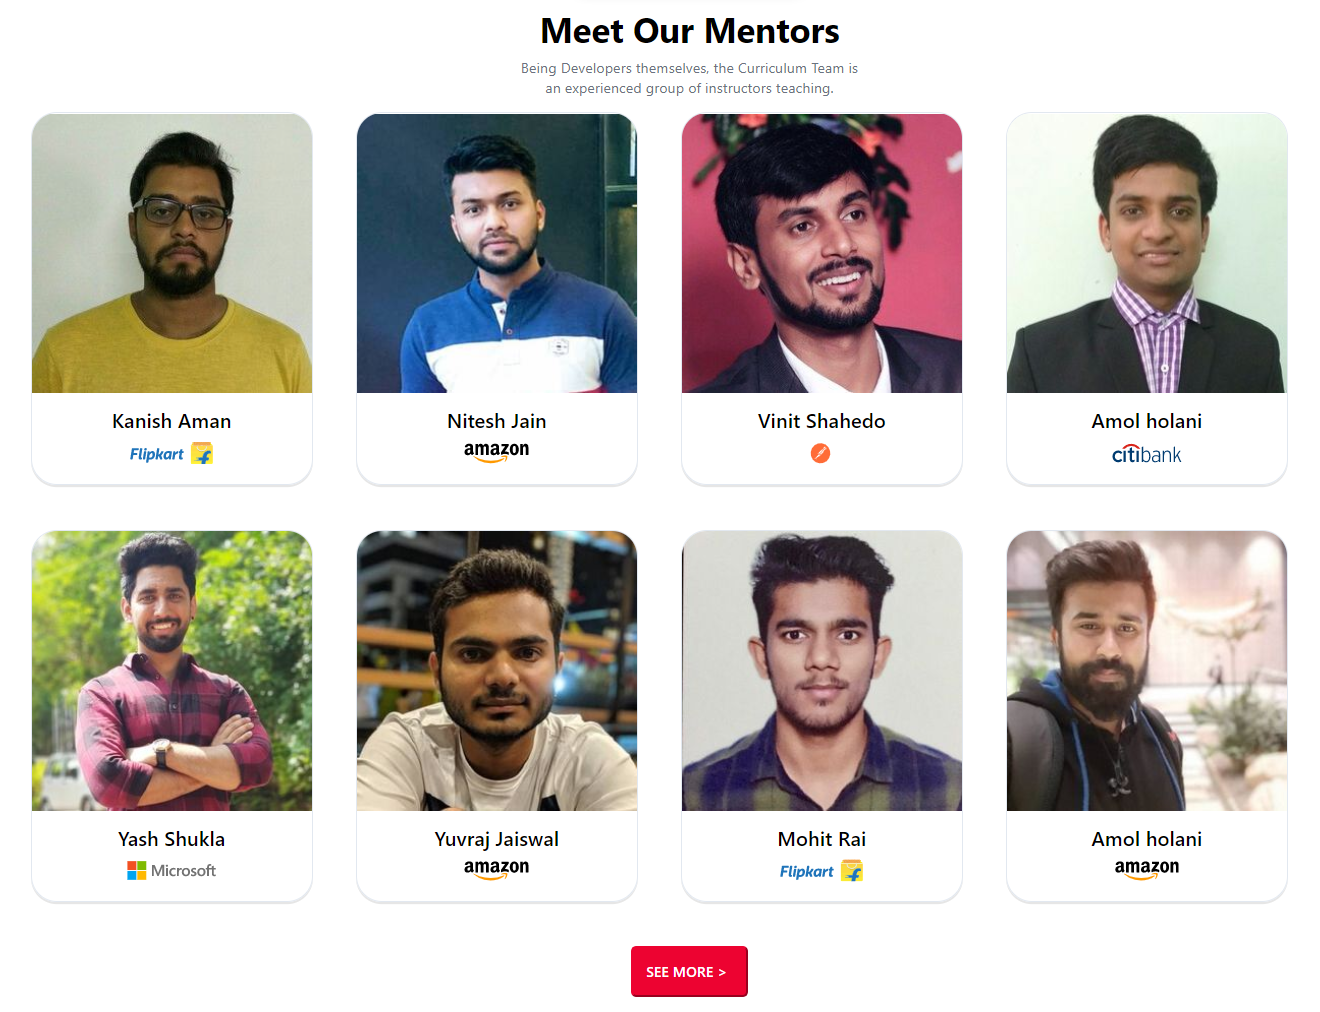 Meet Our Mentors
Being Developers themselves, the Curriculum Team is
an experienced group of instructors teaching.
Kanish Aman
Flipkart
Nitesh Jain
amazon
Vinit Shahedo
Amol holani
citibank
Yash Shukla
Microsoft
Yuvraj Jaiswal
amazon
Mohit Rai
Flipkart
Amol holani
amazon
SEE MORE >